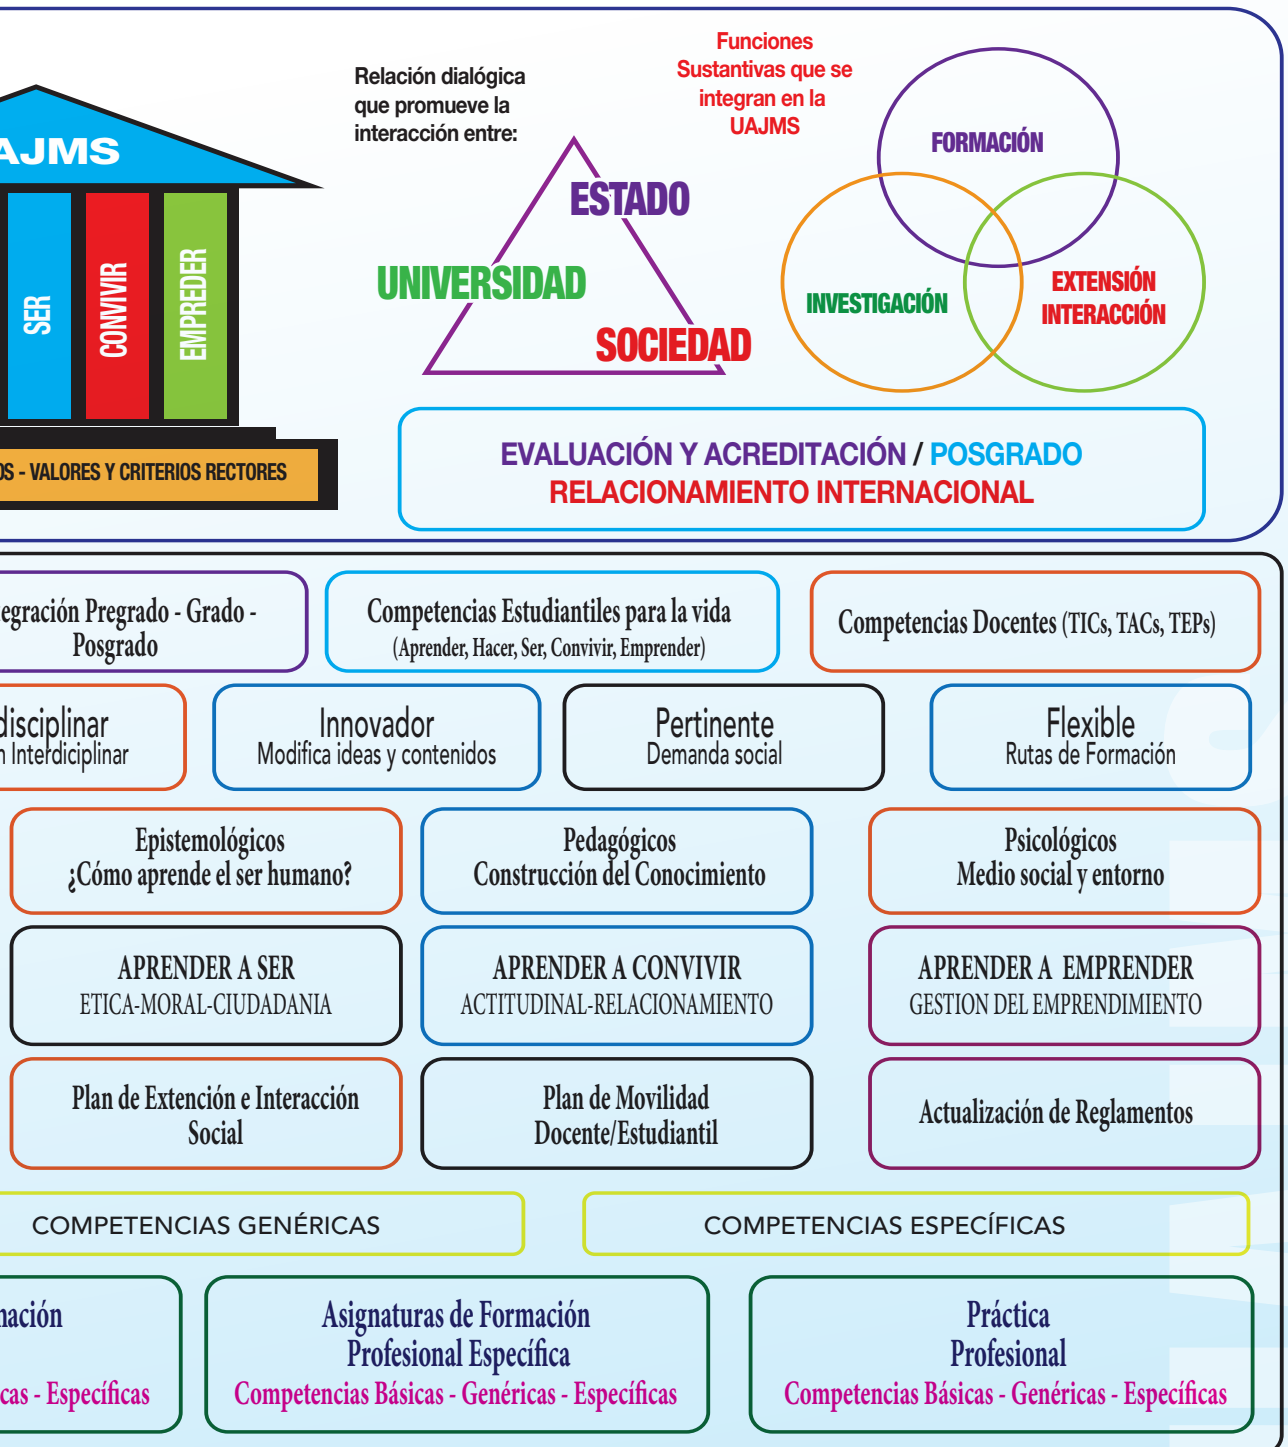 AJMS
SER
CONVIVIR
EMPREDER
OS - VALORES Y CRITERIOS RECTORES
Relación dialógica
que promueve la
interacción entre:
ESTADO
UNIVERSIDAD
SOCIEDAD
Funciones
Sustantivas que se
integran en la
UAJMS
FORMACIÓN
INVESTIGACIÓN
EXTENSIÓN
INTERACCIÓN
EVALUACIÓN Y ACREDITACIÓN / POSGRADO
RELACIONAMIENTO INTERNACIONAL
tegración Pregrado - Grado -
Posgrado
Competencias Estudiantiles para la vida
(Aprender, Hacer, Ser, Convivir, Emprender)
Competencias Docentes (TICs, TACs, TEPs)
disciplinar
n Interdiciplinar
Innovador
Modifica ideas y contenidos
Pertinente
Demanda social
Flexible
Rutas de Formación
Epistemológicos
¿Cómo aprende el ser humano?
Pedagógicos
Construcción del Conocimiento
Psicológicos
Medio social y entorno
APRENDER A SER
ETICA-MORAL-CIUDADANIA
APRENDER A CONVIVIR
ACTITUDINAL-RELACIONAMIENTO
APRENDER A EMPRENDER
GESTION DEL EMPRENDIMIENTO
Plan de Extención e Interacción
Social
Plan de Movilidad
Docente/Estudiantil
Actualización de Reglamentos
COMPETENCIAS GENÉRICAS
COMPETENCIAS ESPECÍFICAS
mación
icas - Específicas
Asignaturas de Formación
Profesional Específica
Competencias Básicas - Genéricas - Específicas
Práctica
Profesional
Competencias Básicas - Genéricas - Específicas